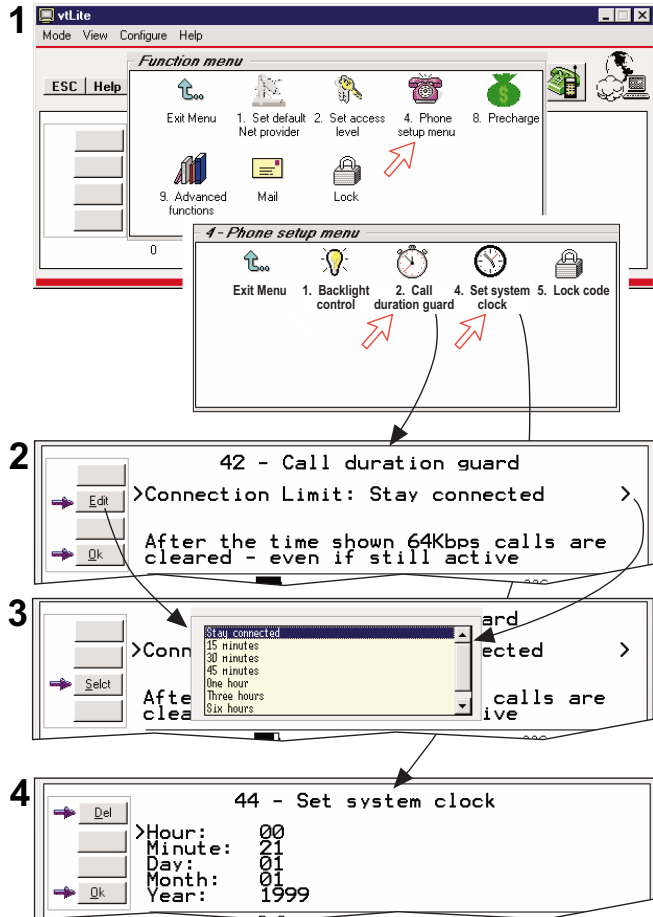 1
vtLite
Mode View Configure Help
Function menu
ESC Help
Exit Menu
1. Set default Net provider
2. Set access level
4. Phone setup menu
8. Precharge
9. Advanced functions
Mail
Lock
0
4 - Phone setup menu
Exit Menu
1. Backlight control
2. Call duration guard
4. Set system clock
5. Lock code
2
42 - Call duration guard
Edit
>Connection Limit: Stay connected >
After the time shown 64Kbps calls are
Ok
cleared - even if still active
3
ard
Stay connected
15 minutes
30 minutes
45 minutes
One hour
Three hours
Six hours
>Conn ected >
Selct
Afte calls are
clea ive
4
44 - Set system clock
Del
>Hour: 00
Minute: 21
Day: 01
Month: 01
Year: 1999
Ok